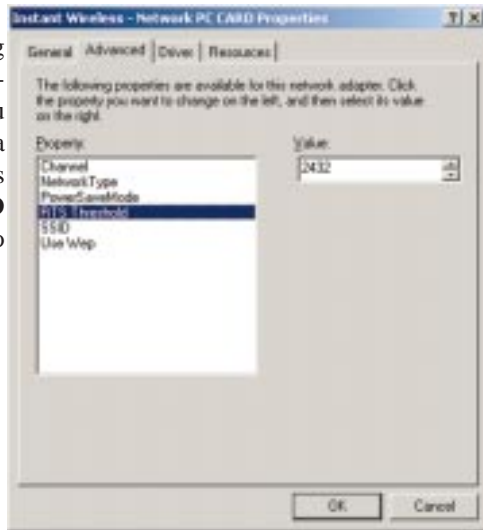 Instant Wireless - Network PC CARD Properties
General Advanced Driver Resources
The following properties are available for this network adapter. Click
the property you want to change on the left, and then select its value
on the right.
Property: Value:
Channel 2432
NetworkType
PowerSaveMode
RTS Threshold
SSID
Use Wep
OK Cancel